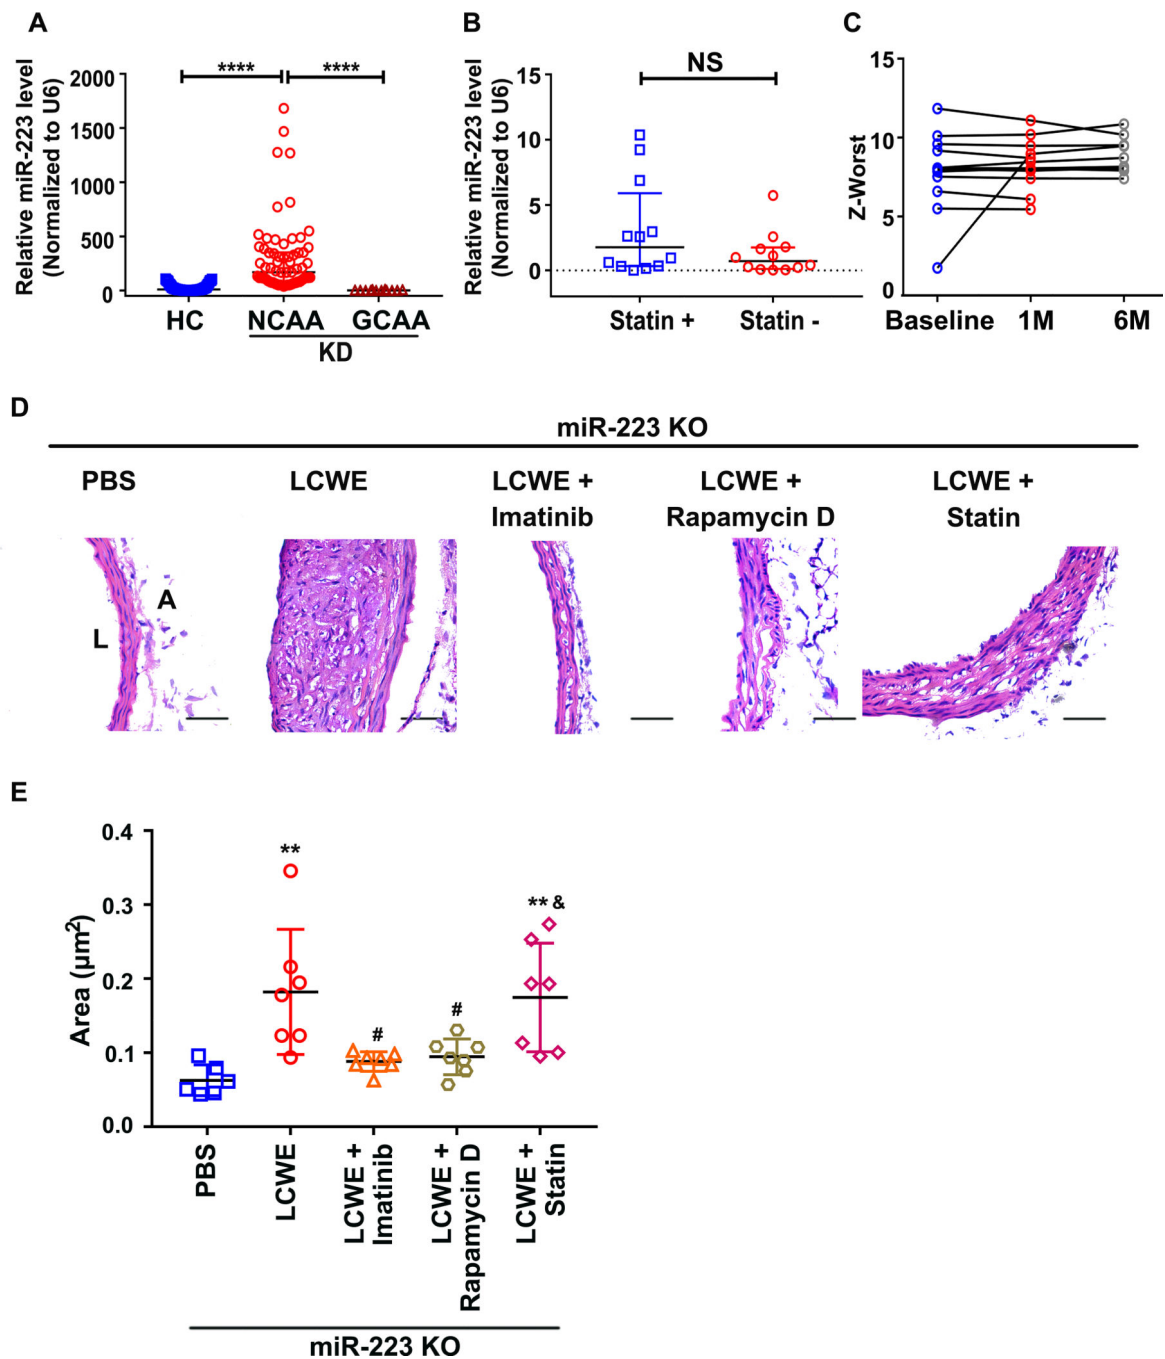 A
Relative miR-223 level
(Normalized to U6)
2000
1500
1000
500
0
****
****
HC
NCAA
GCAA
KD
B
Relative miR-223 level
(Normalized to U6)
15
10
5
0
NS
Statin +
Statin -
C
Z-Worst
15
10
5
0
Baseline
1M
6M
D
miR-223 KO
PBS
LCWE
LCWE +
Imatinib
LCWE +
Rapamycin D
LCWE +
Statin
L
A
E
Area (µm²)
0.4
0.3
0.2
0.1
0.0
**
#
#
** &
PBS
LCWE
LCWE +
Imatinib
LCWE +
Rapamycin D
LCWE +
Statin
miR-223 KO